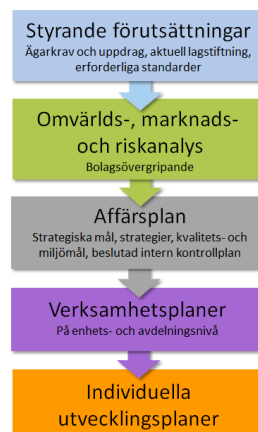 Styrande förutsättningar
Ägarkrav och uppdrag, aktuell lagstiftning,
erforderliga standarder
Omvärlds-, marknads-
och riskanalys
Bolagsövergripande
Affärsplan
Strategiska mål, strategier, kvalitets- och
miljömål, beslutad intern kontrollplan
Verksamhetsplaner
På enhets- och avdelningsnivå
Individuella
utvecklingsplaner